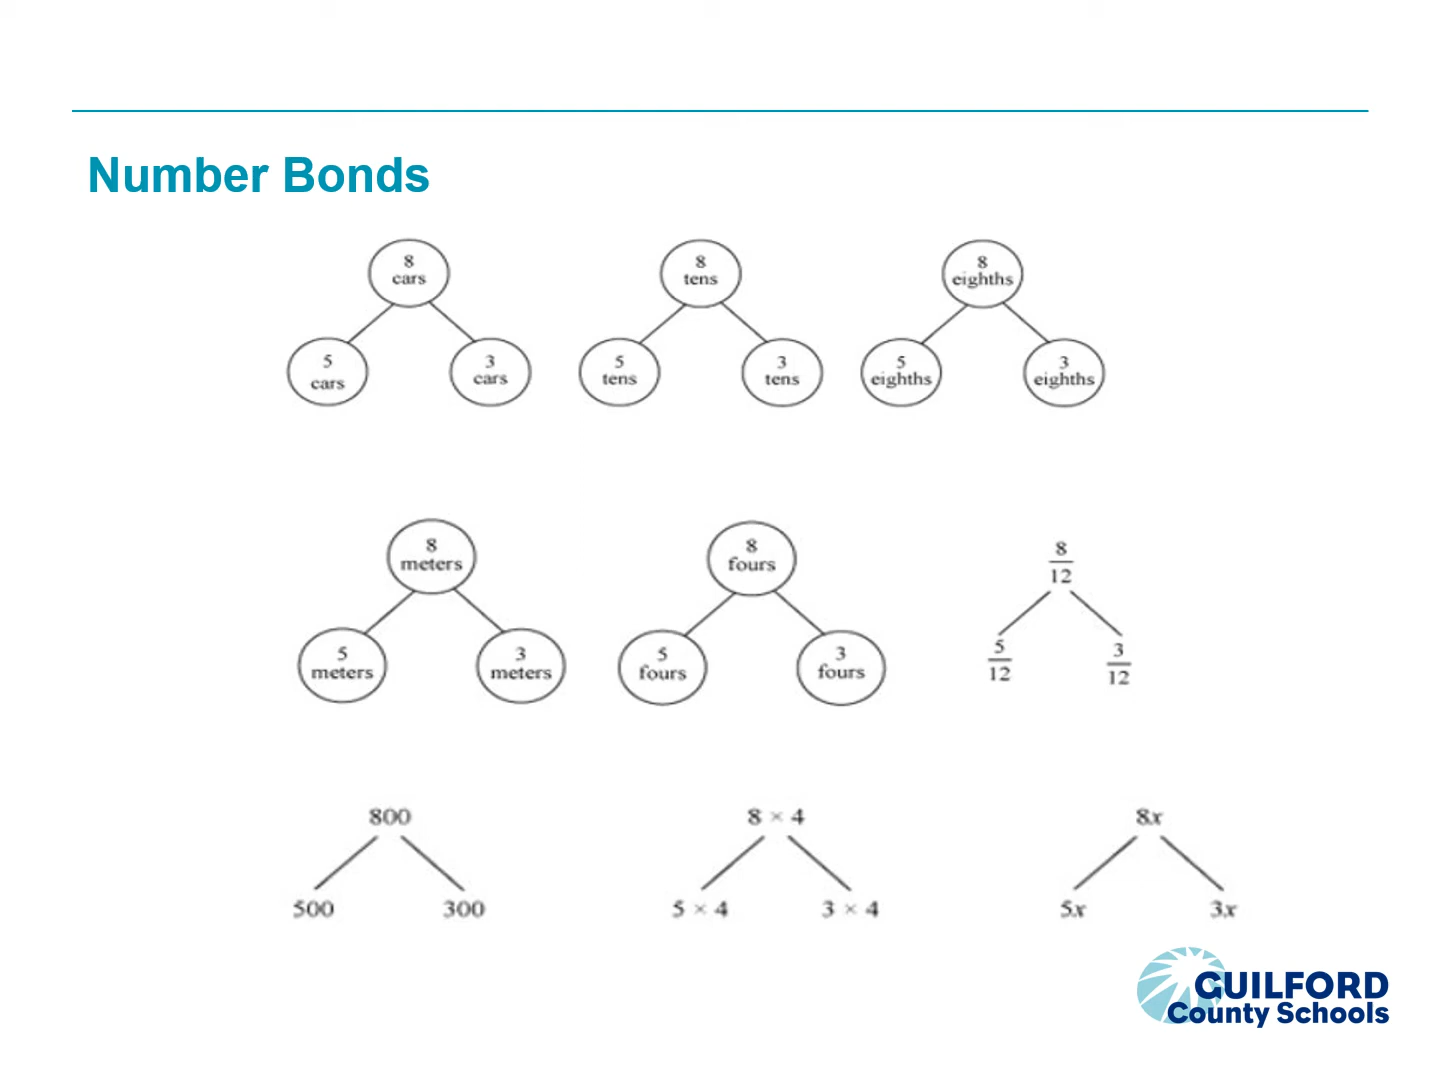 Number Bonds
8
cars
5
cars
3
cars
8
tens
5
tens
3
tens
8
eighths
5
eighths
3
eighths
8
meters
5
meters
3
meters
8
fours
5
fours
3
fours
8
12
5
12
3
12
800
500
300
8 × 4
5 × 4
3 × 4
8x
5x
3x
GUILFORD
County Schools